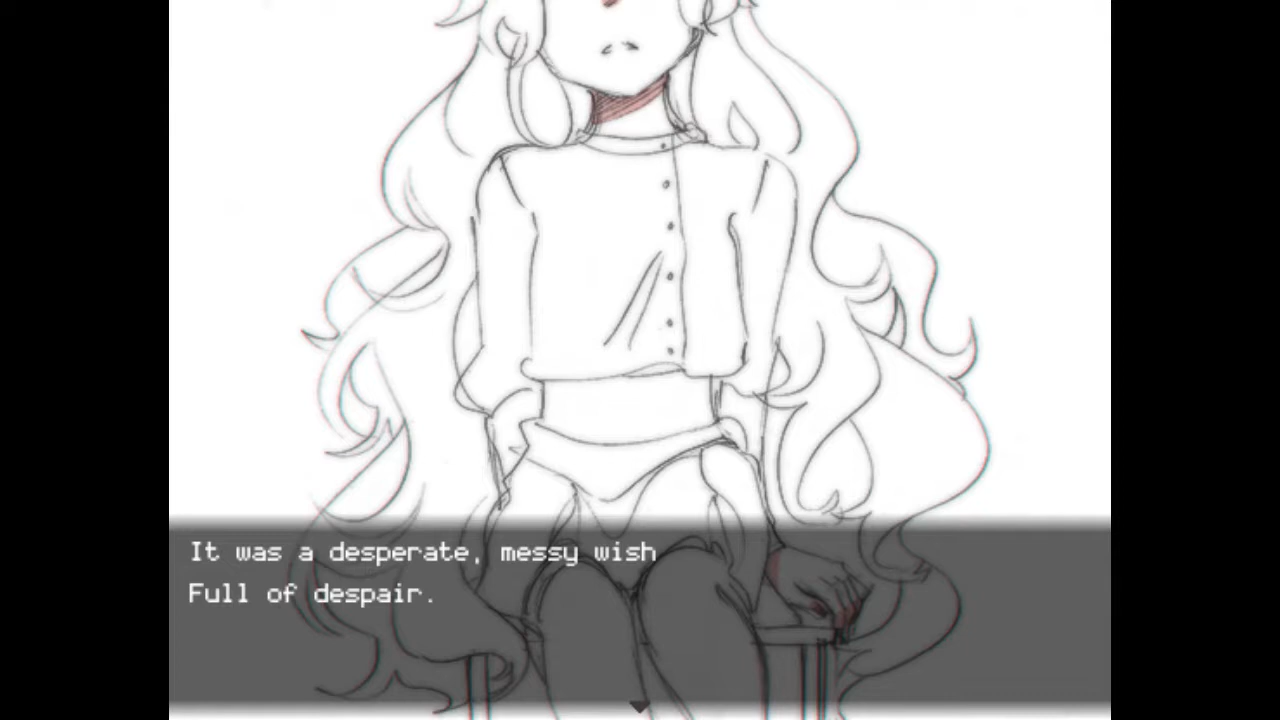 It was a desperate, messy wish
Full of despair.